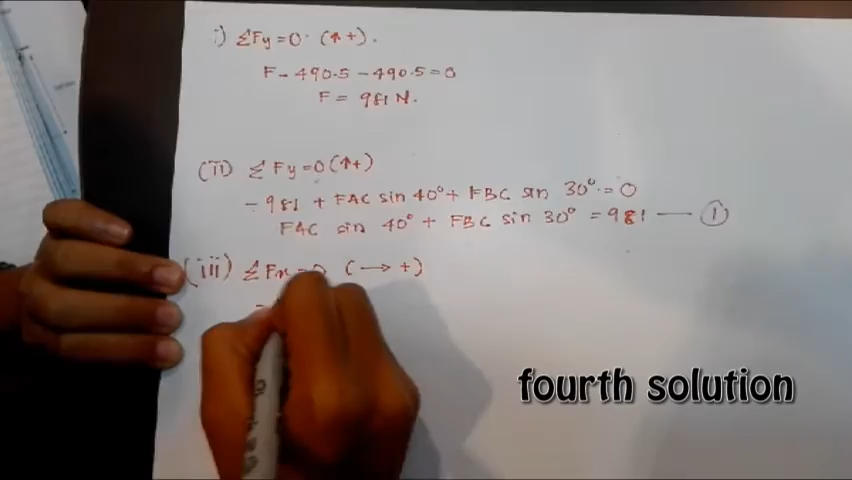 i) ΣFy = 0 (↑+).
F - 490.5 - 490.5 = 0
F = 981 N.
(ii) ΣFy = 0 (↑+)
- 981 + FAC sin 40° + FBC sin 30° = 0
FAC sin 40° + FBC sin 30° = 981 —— ①
(iii) ΣFx = 0 (→ +)
-
fourth solution